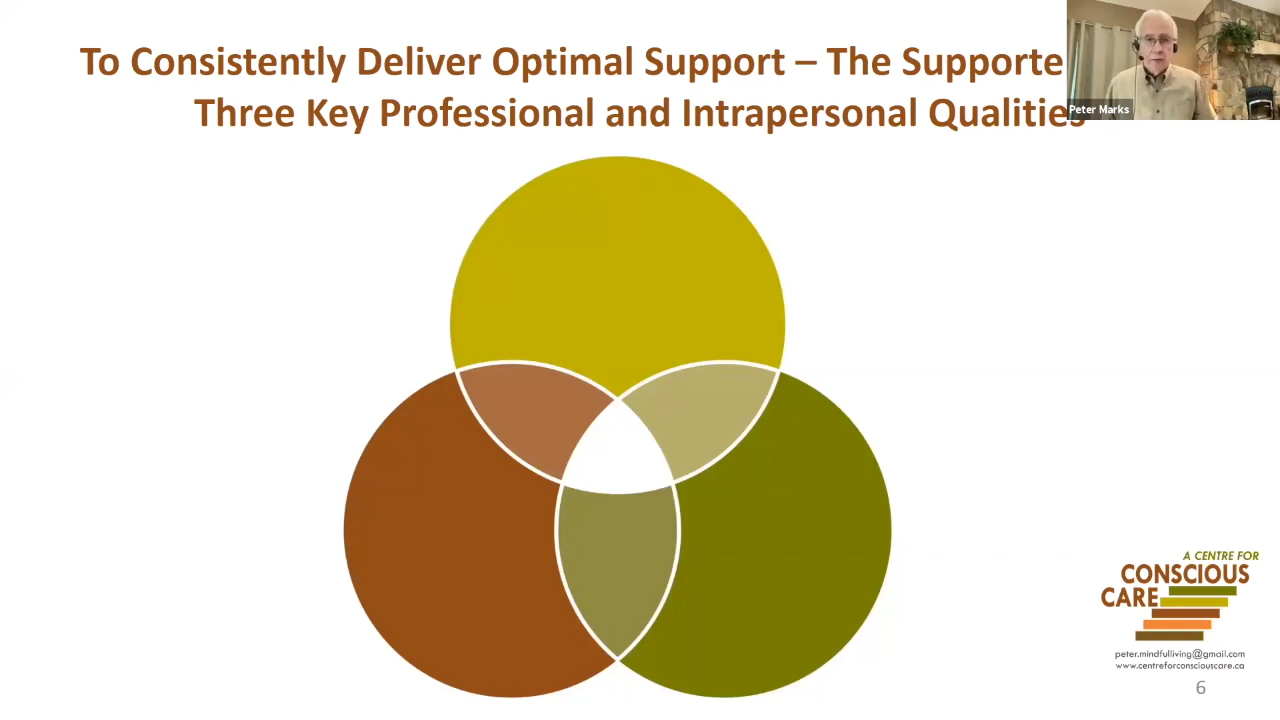 To Consistently Deliver Optimal Support – The Supporte
Three Key Professional and Intrapersonal Qualities
Peter Marks
A CENTRE FOR
CONSCIOUS
CARE
peter.mindfulliving@gmail.com
www.centreforconsciouscare.ca
6